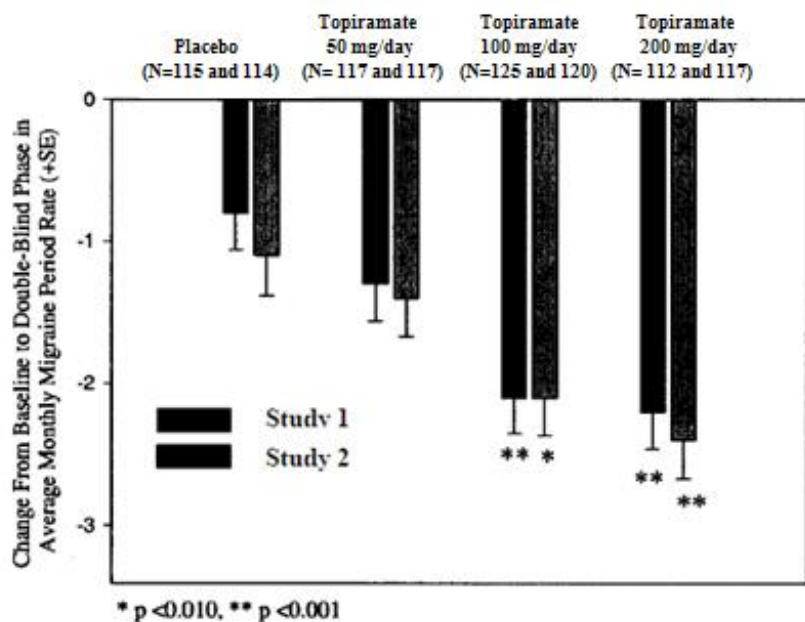 Placebo
(N=115 and 114)
Topiramate
50 mg/day
(N= 117 and 117)
Topiramate
100 mg/day
(N=125 and 120)
Topiramate
200 mg/day
(N= 112 and 117)
Change From Baseline to Double-Blind Phase in
Average Monthly Migraine Period Rate (+SE)
0
-1
-2
-3
Study 1
Study 2
**
*
**
**
* p <0.010, ** p <0.001